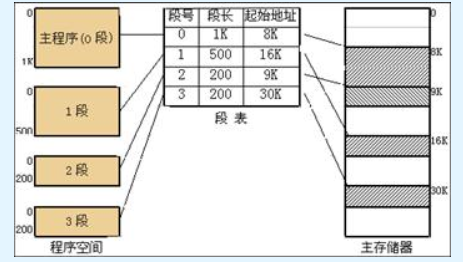 0
主程序(0段)
1K
0
1段
500
0
2段
200
0
3段
200
程序空间
段号 段长 起始地址
0 1K 8K
1 500 16K
2 200 9K
3 200 30K
段表
0
8K
9K
16K
30K
主存储器